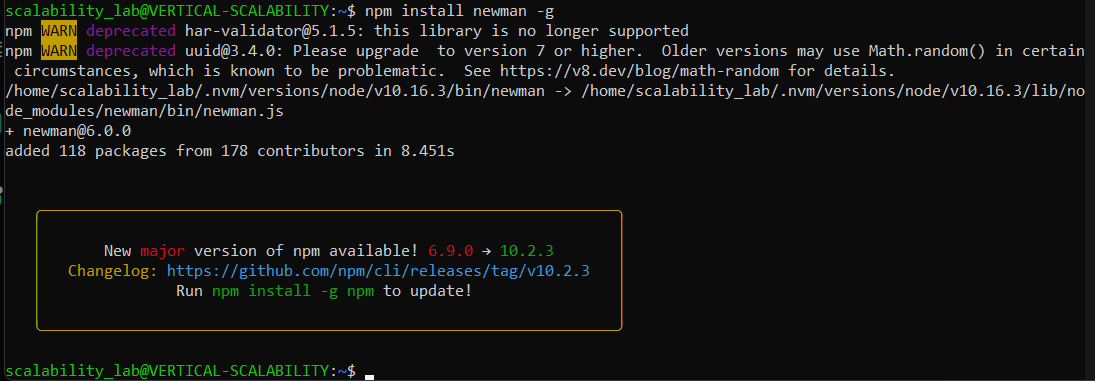 scalability_lab@VERTICAL-SCALABILITY:~$ npm install newman -g
npm WARN deprecated har-validator@5.1.5: this library is no longer supported
npm WARN deprecated uuid@3.4.0: Please upgrade  to version 7 or higher.  Older versions may use Math.random() in certain
 circumstances, which is known to be problematic.  See https://v8.dev/blog/math-random for details.
/home/scalability_lab/.nvm/versions/node/v10.16.3/bin/newman -> /home/scalability_lab/.nvm/versions/node/v10.16.3/lib/no
de_modules/newman/bin/newman.js
+ newman@6.0.0
added 118 packages from 178 contributors in 8.451s
New major version of npm available! 6.9.0 → 10.2.3
Changelog: https://github.com/npm/cli/releases/tag/v10.2.3
Run npm install -g npm to update!
scalability_lab@VERTICAL-SCALABILITY:~$